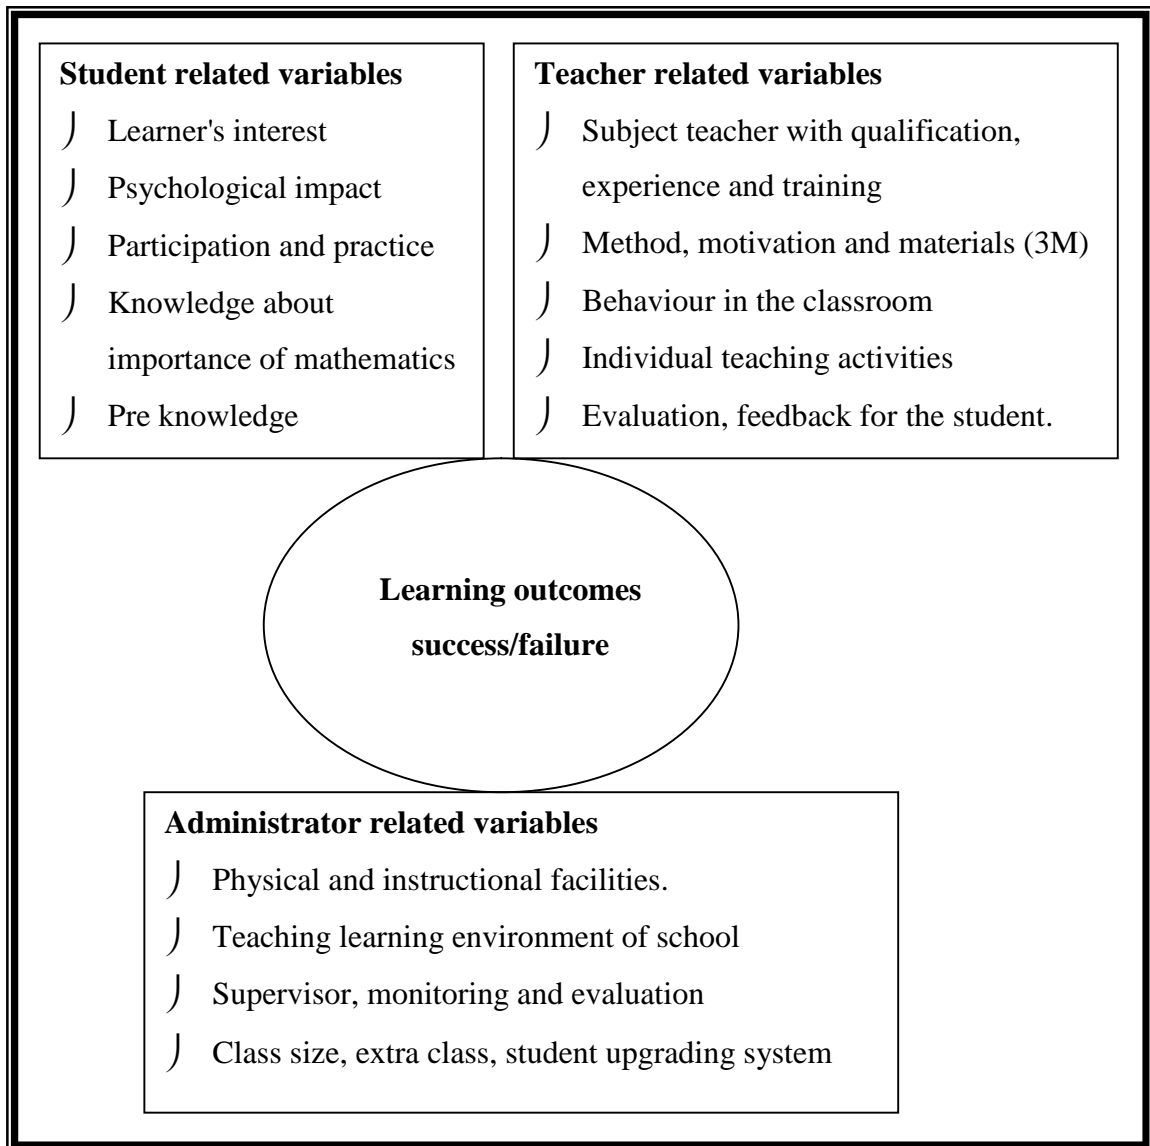 Student related variables
⌡ Learner's interest
⌡ Psychological impact
⌡ Participation and practice
⌡ Knowledge about
importance of mathematics
⌡ Pre knowledge
Teacher related variables
⌡ Subject teacher with qualification,
experience and training
⌡ Method, motivation and materials (3M)
⌡ Behaviour in the classroom
⌡ Individual teaching activities
⌡ Evaluation, feedback for the student.
Learning outcomes
success/failure
Administrator related variables
⌡ Physical and instructional facilities.
⌡ Teaching learning environment of school
⌡ Supervisor, monitoring and evaluation
⌡ Class size, extra class, student upgrading system